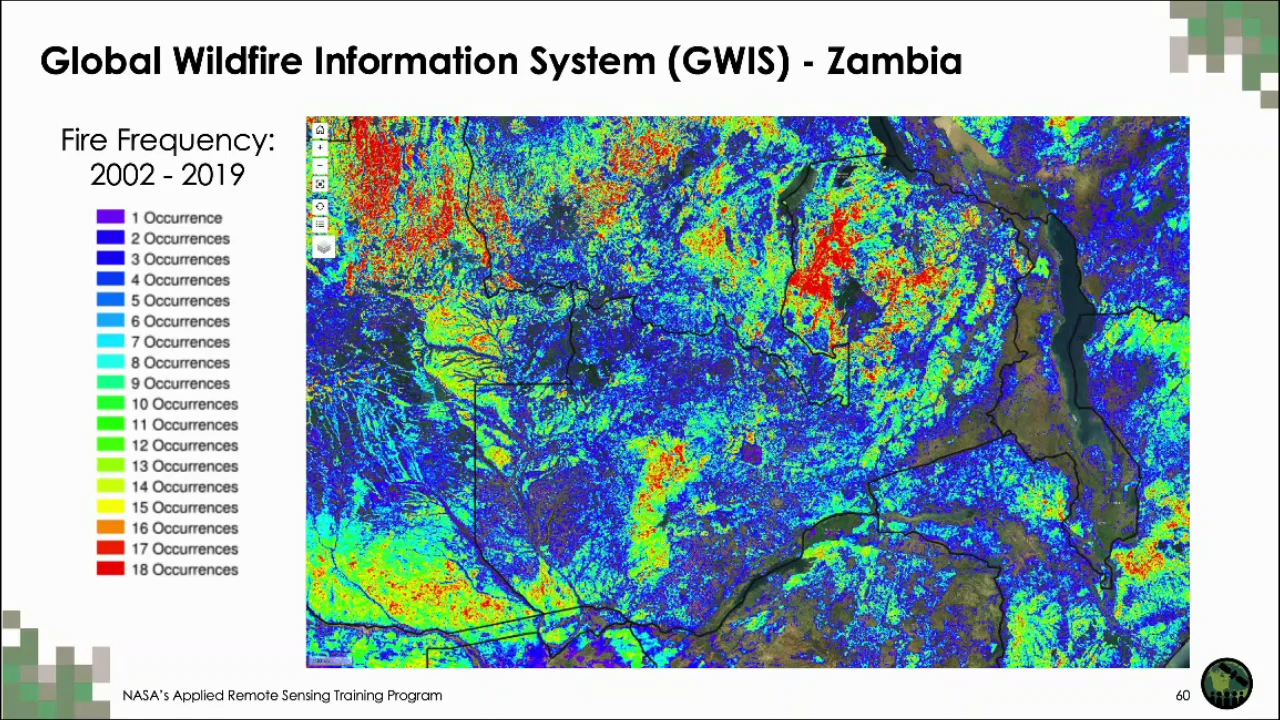 Global Wildfire Information System (GWIS) - Zambia
Fire Frequency:
2002 - 2019
1 Occurrence
2 Occurrences
3 Occurrences
4 Occurrences
5 Occurrences
6 Occurrences
7 Occurrences
8 Occurrences
9 Occurrences
10 Occurrences
11 Occurrences
12 Occurrences
13 Occurrences
14 Occurrences
15 Occurrences
16 Occurrences
17 Occurrences
18 Occurrences
NASA's Applied Remote Sensing Training Program
60